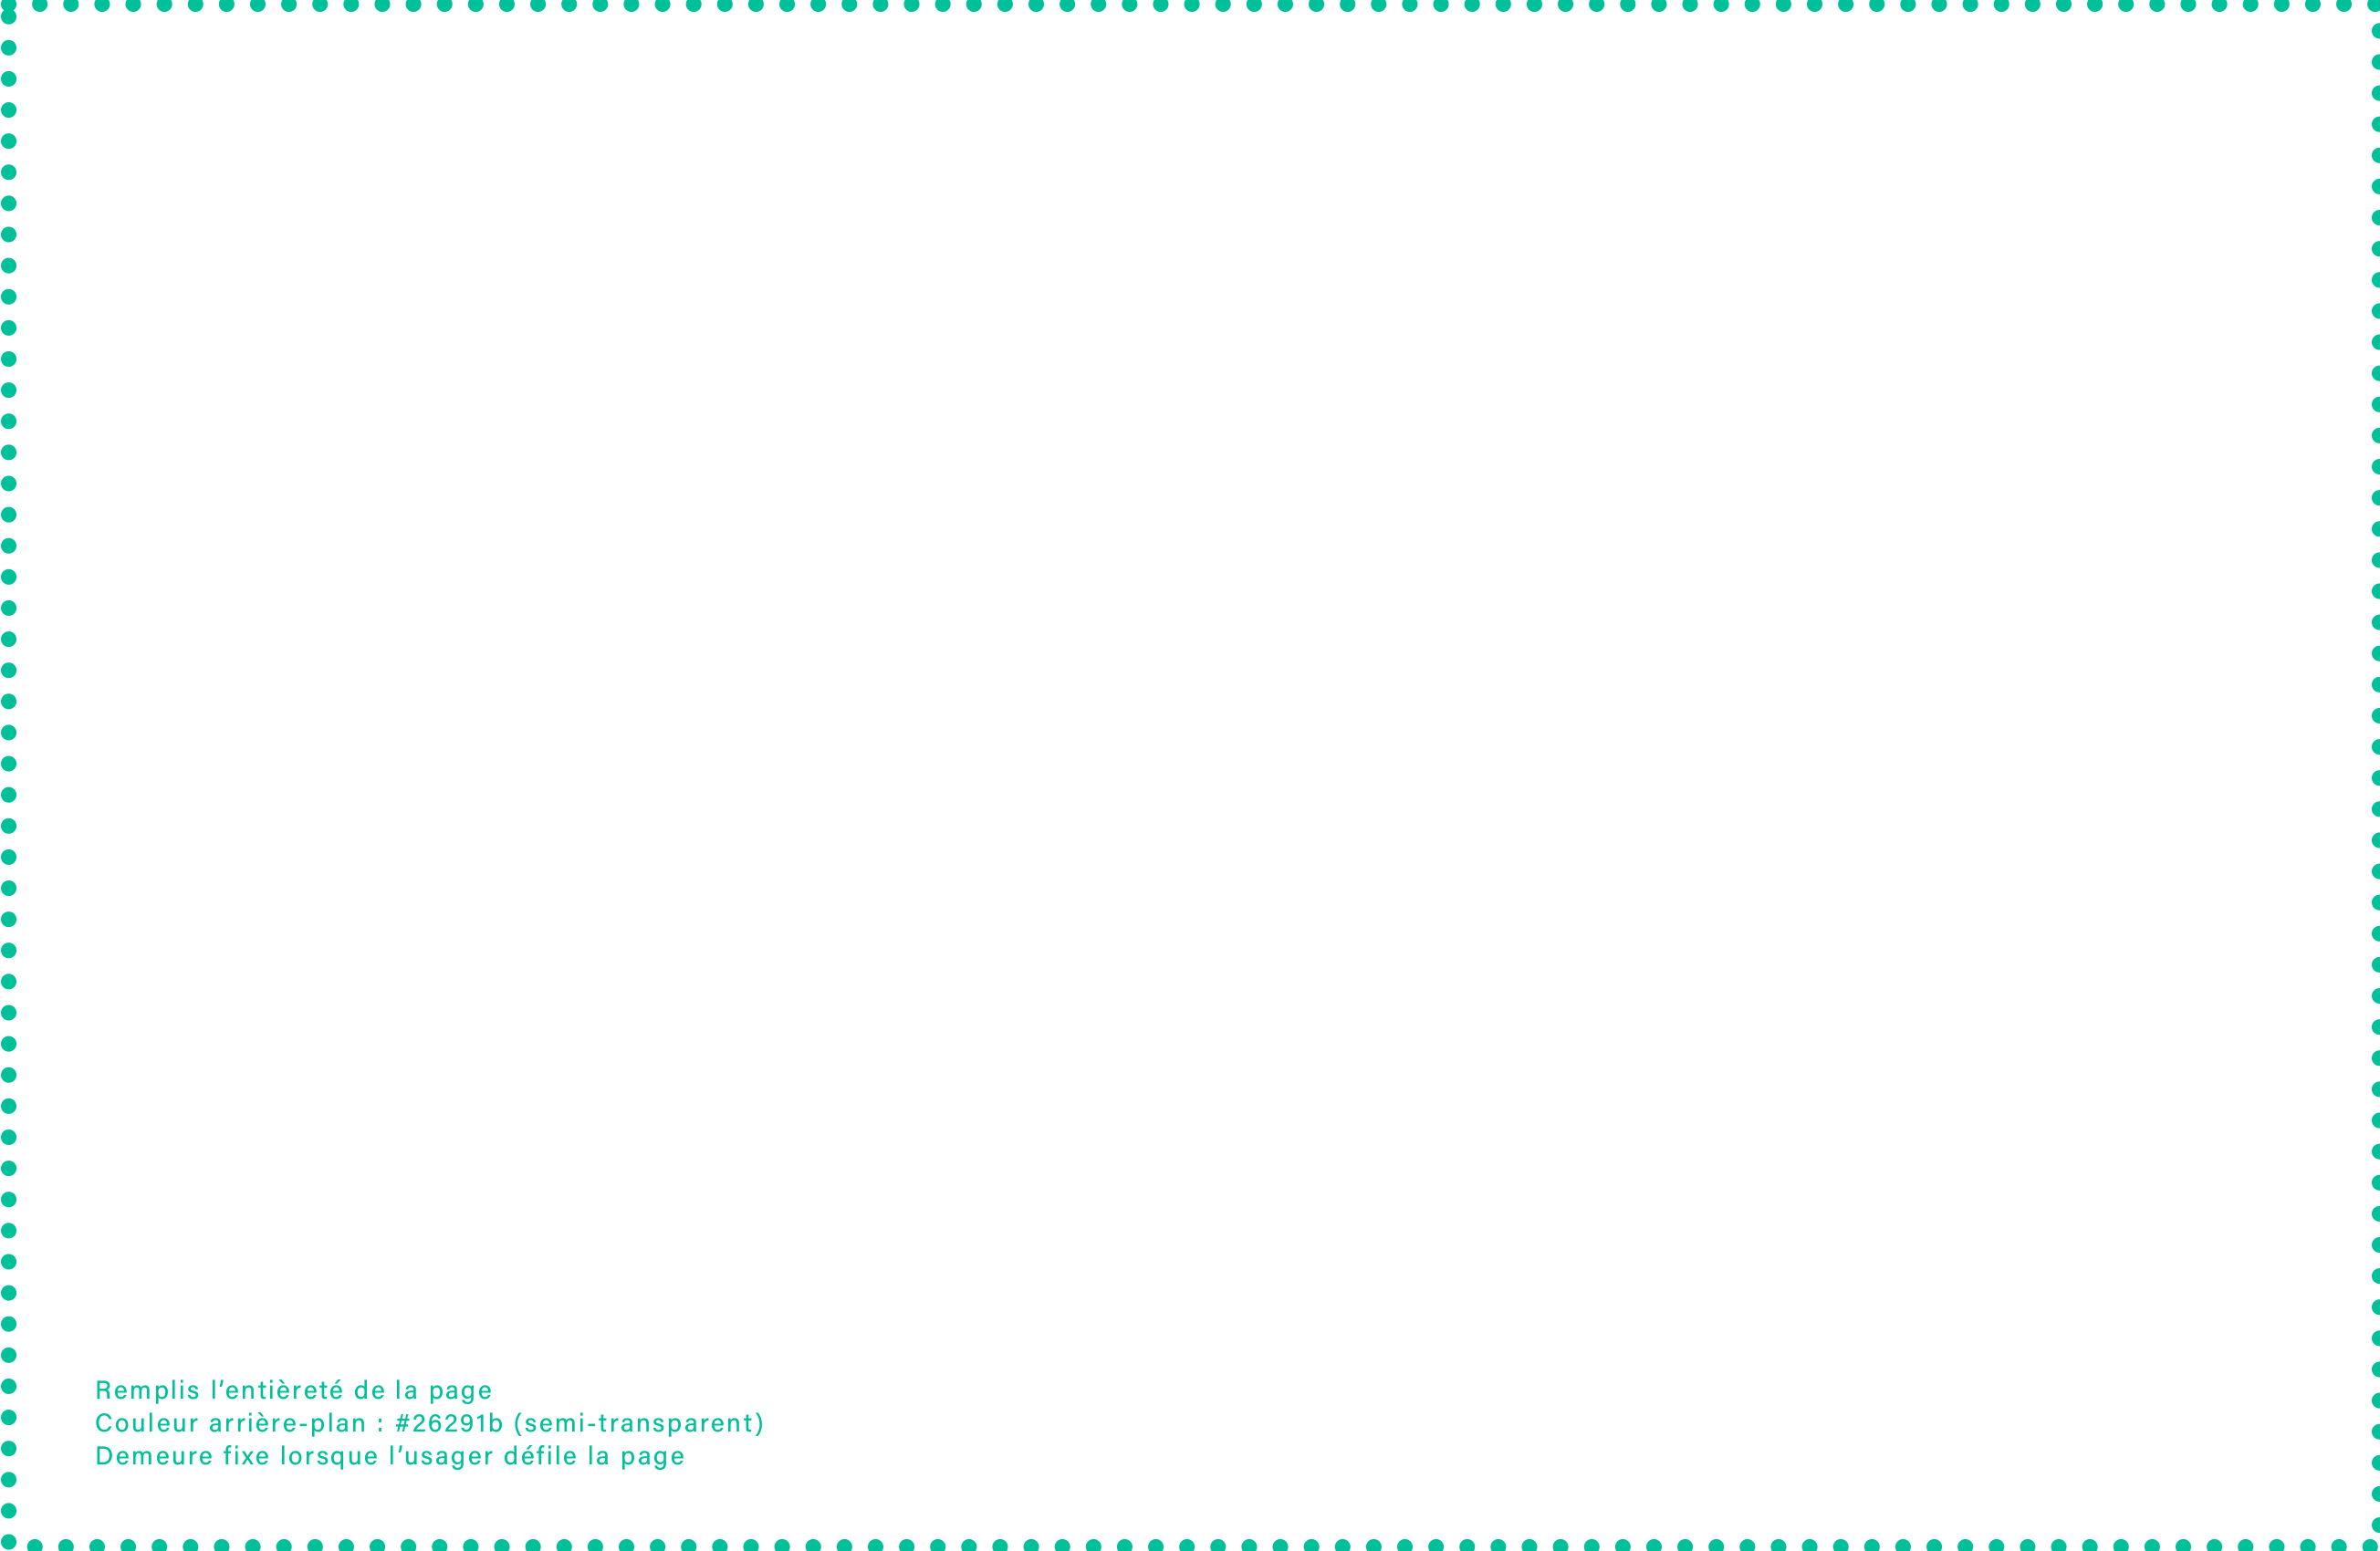 Remplis l’entièreté de la page
Couleur arrière-plan : #26291b (semi-transparent)
Demeure fixe lorsque l’usager défile la page